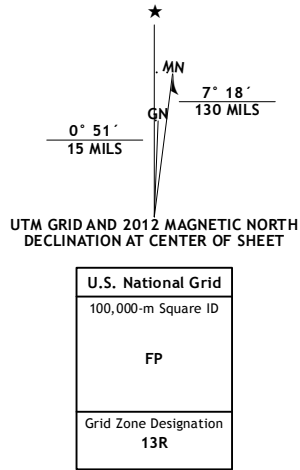 ★
MN
GN
7° 18´
130 MILS
0° 51´
15 MILS
UTM GRID AND 2012 MAGNETIC NORTH
DECLINATION AT CENTER OF SHEET
U.S. National Grid
100,000-m Square ID
FP
Grid Zone Designation
13R